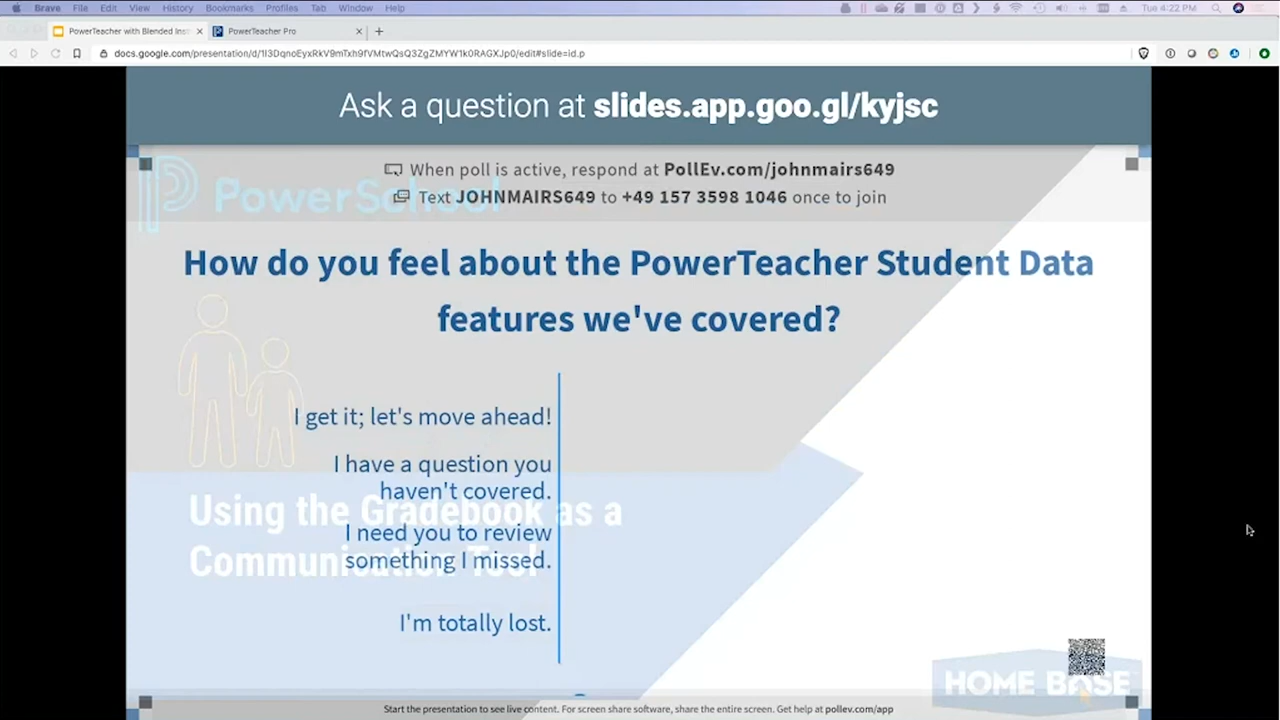 Brave File Edit View History Bookmarks Profiles Tab Window Help Tue 4:22 PM
PowerTeacher with Blended Inst PowerTeacher Pro
docs.google.com/presentation/d/1I3DqnoEyxRkV9mTxh9fVMtwQsQ3ZgZMYW1k0RAGXJp0/edit#slide=id.p
Ask a question at slides.app.goo.gl/kyjsc
When poll is active, respond at PollEv.com/johnmairs649
PowerSchool
Text JOHNMAIRS649 to +49 157 3598 1046 once to join
How do you feel about the PowerTeacher Student Data
features we've covered?
I get it; let's move ahead!
I have a question you
haven't covered.
Using the Gradebook as a
I need you to review
Communication Tool
something I missed.
I'm totally lost.
HOME BASE
Start the presentation to see live content. For screen share software, share the entire screen. Get help at pollev.com/app